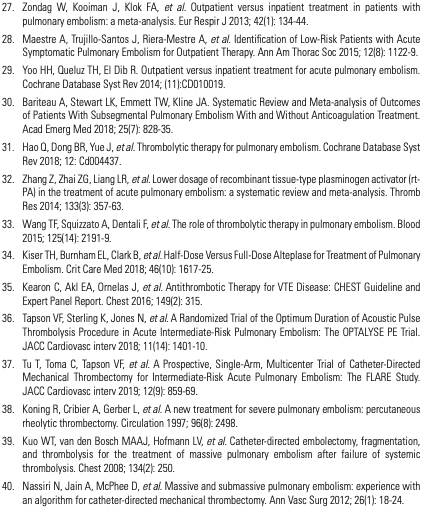 27. Zondag W, Kooiman J, Klok FA, et al. Outpatient versus inpatient treatment in patients with
pulmonary embolism: a meta-analysis. Eur Respir J 2013; 42(1): 134-44.
28. Maestre A, Trujillo-Santos J, Riera-Mestre A, et al. Identification of Low-Risk Patients with Acute
Symptomatic Pulmonary Embolism for Outpatient Therapy. Ann Am Thorac Soc 2015; 12(8): 1122-9.
29. Yoo HH, Queluz TH, El Dib R. Outpatient versus inpatient treatment for acute pulmonary embolism.
Cochrane Database Syst Rev 2014; (11):CD010019.
30. Bariteau A, Stewart LK, Emmett TW, Kline JA. Systematic Review and Meta-analysis of Outcomes
of Patients With Subsegmental Pulmonary Embolism With and Without Anticoagulation Treatment.
Acad Emerg Med 2018; 25(7): 828-35.
31. Hao Q, Dong BR, Yue J, et al. Thrombolytic therapy for pulmonary embolism. Cochrane Database Syst
Rev 2018; 12: Cd004437.
32. Zhang Z, Zhai ZG, Liang LR, et al. Lower dosage of recombinant tissue-type plasminogen activator (rt-
PA) in the treatment of acute pulmonary embolism: a systematic review and meta-analysis. Thromb
Res 2014; 133(3): 357-63.
33. Wang TF, Squizzato A, Dentali F, et al. The role of thrombolytic therapy in pulmonary embolism. Blood
2015; 125(14): 2191-9.
34. Kiser TH, Burnham EL, Clark B, et al. Half-Dose Versus Full-Dose Alteplase for Treatment of Pulmonary
Embolism. Crit Care Med 2018; 46(10): 1617-25.
35. Kearon C, Akl EA, Ornelas J, et al. Antithrombotic Therapy for VTE Disease: CHEST Guideline and
Expert Panel Report. Chest 2016; 149(2): 315.
36. Tapson VF, Sterling K, Jones N, et al. A Randomized Trial of the Optimum Duration of Acoustic Pulse
Thrombolysis Procedure in Acute Intermediate-Risk Pulmonary Embolism: The OPTALYSE PE Trial.
JACC Cardiovasc interv 2018; 11(14): 1401-10.
37. Tu T, Toma C, Tapson VF, et al. A Prospective, Single-Arm, Multicenter Trial of Catheter-Directed
Mechanical Thrombectomy for Intermediate-Risk Acute Pulmonary Embolism: The FLARE Study.
JACC Cardiovasc interv 2019; 12(9): 859-69.
38. Koning R, Cribier A, Gerber L, et al. A new treatment for severe pulmonary embolism: percutaneous
rheolytic thrombectomy. Circulation 1997; 96(8): 2498.
39. Kuo WT, van den Bosch MAAJ, Hofmann LV, et al. Catheter-directed embolectomy, fragmentation,
and thrombolysis for the treatment of massive pulmonary embolism after failure of systemic
thrombolysis. Chest 2008; 134(2): 250.
40. Nassiri N, Jain A, McPhee D, et al. Massive and submassive pulmonary embolism: experience with
an algorithm for catheter-directed mechanical thrombectomy. Ann Vasc Surg 2012; 26(1): 18-24.